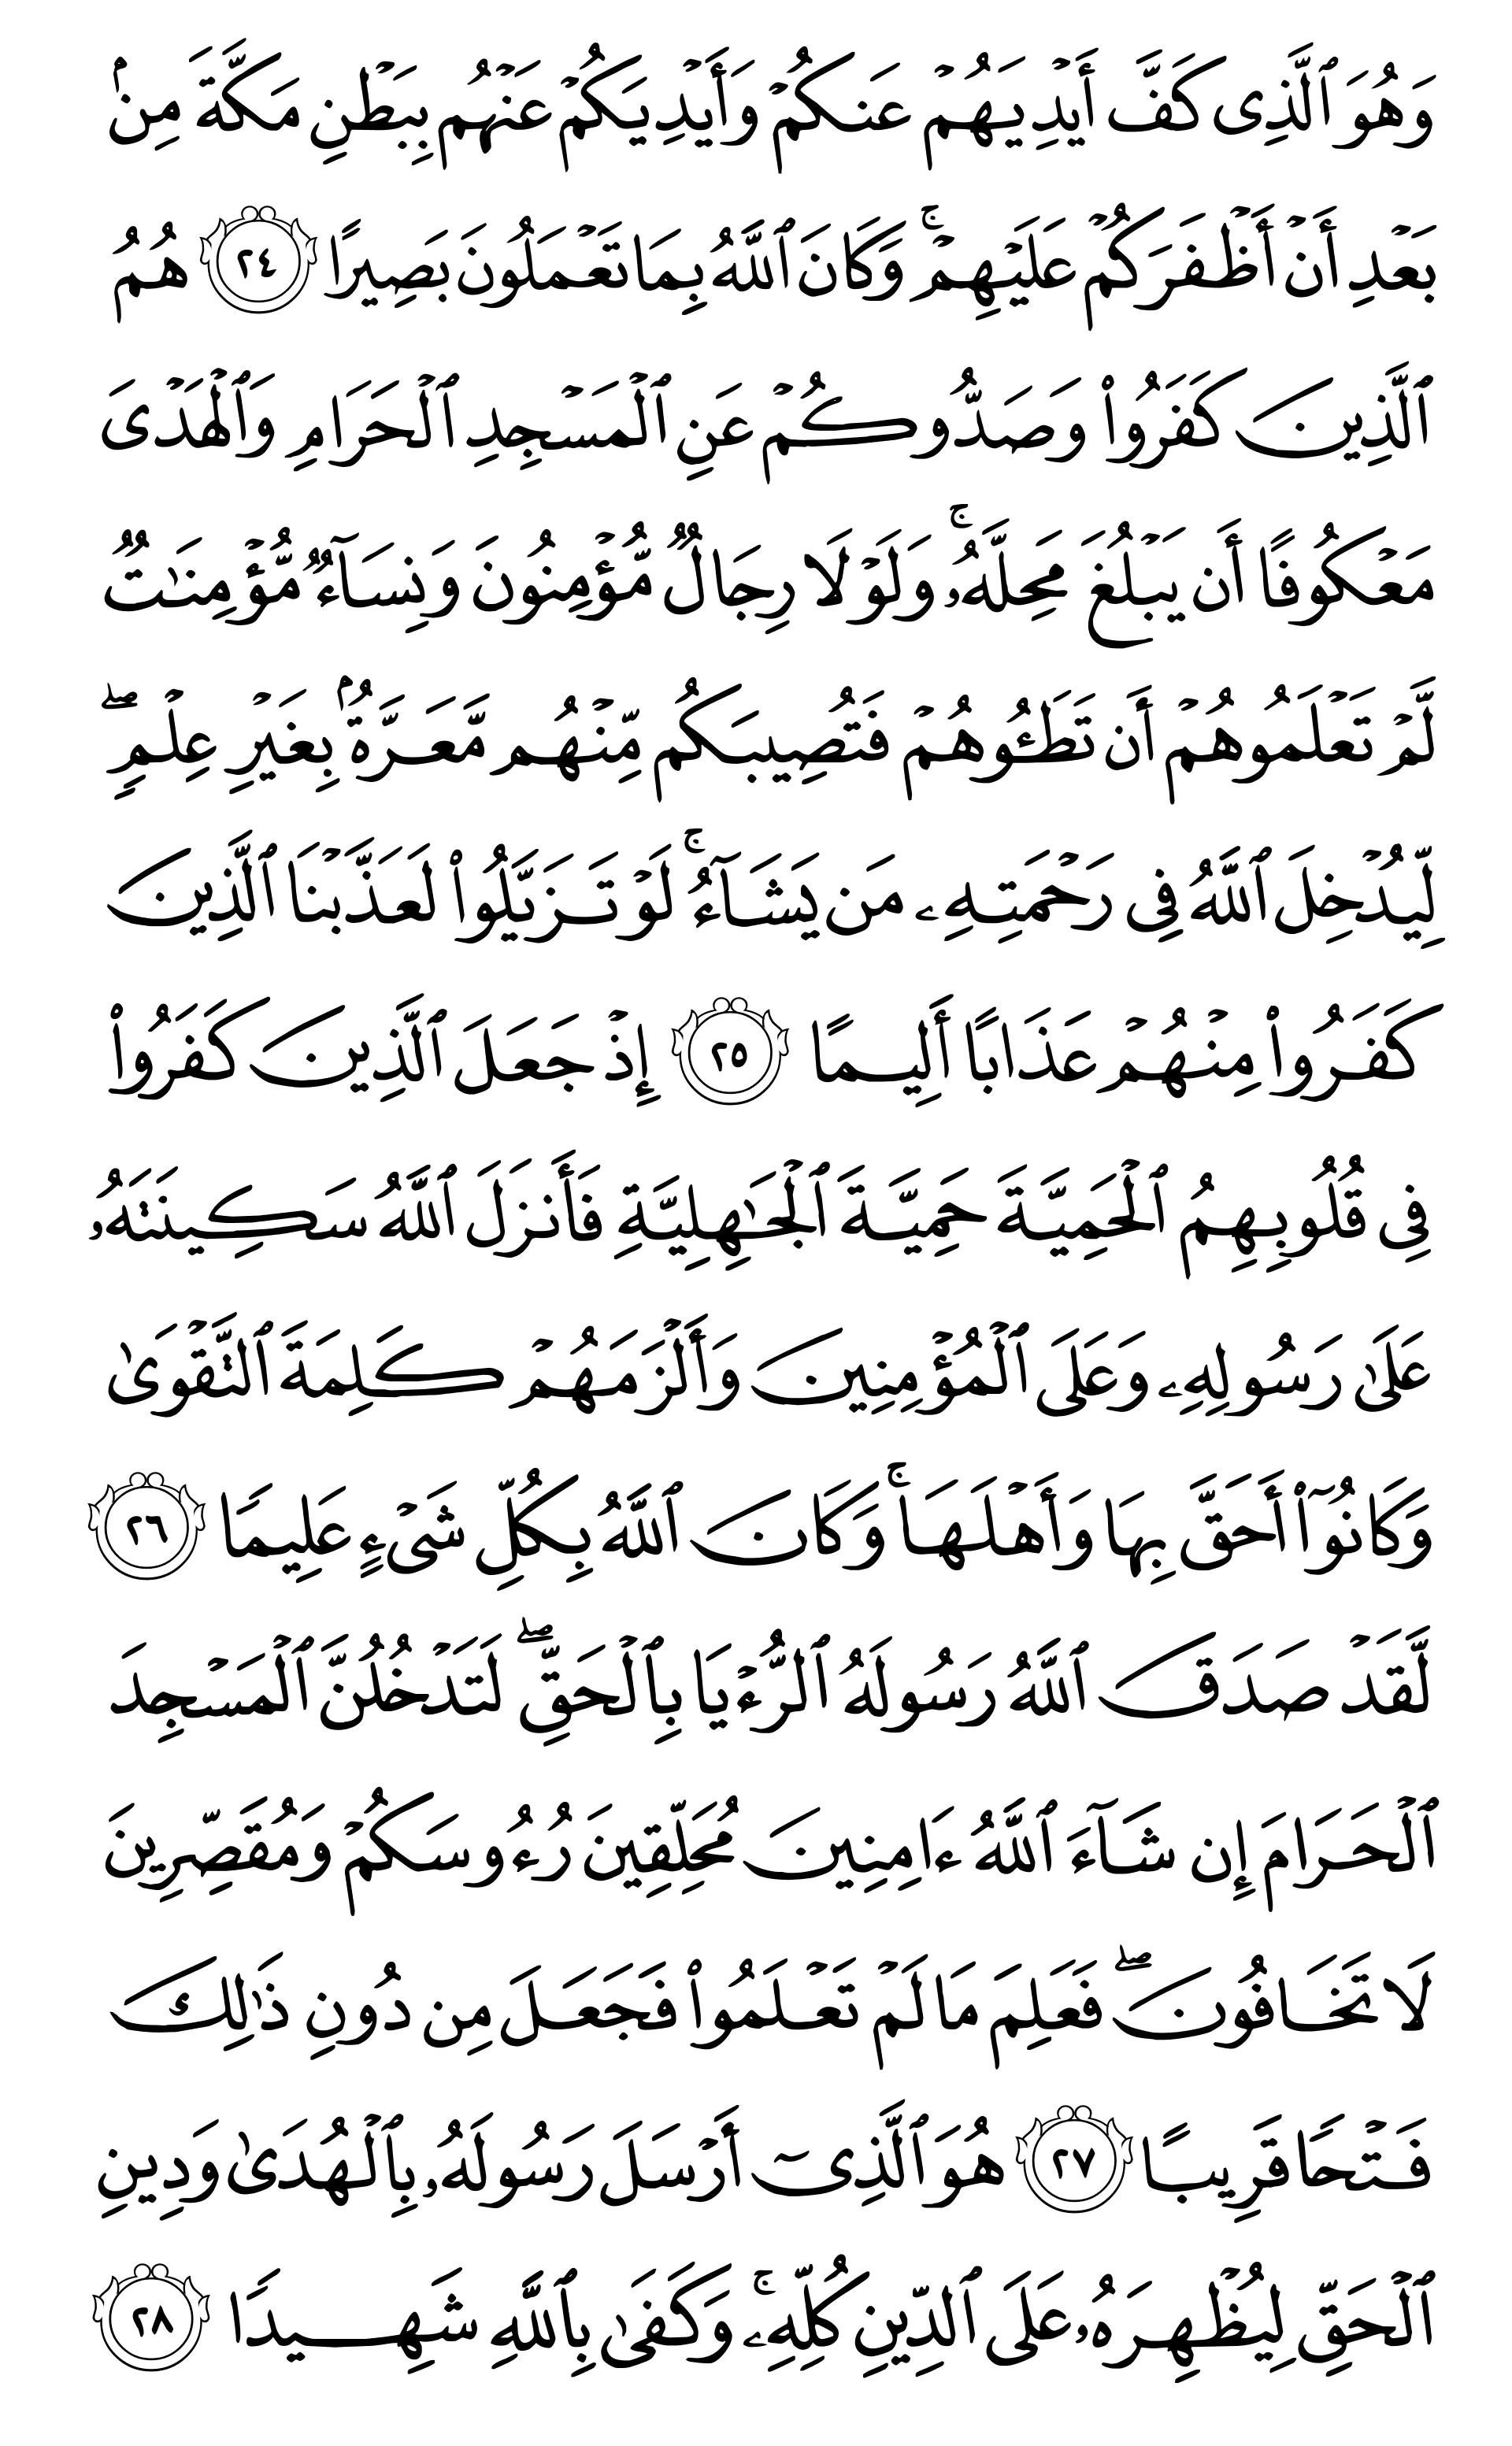 وَهُوَ ٱلَّذِى كَفَّ أَيْدِيَهُمْ عَنكُمْ وَأَيْدِيَكُمْ عَنْهُم بِبَطْنِ مَكَّةَ مِنۢ
بَعْدِ أَنْ أَظْفَرَكُمْ عَلَيْهِمْ ۚ وَكَانَ ٱللَّهُ بِمَا تَعْمَلُونَ بَصِيرًا ٢٤ هُمُ
ٱلَّذِينَ كَفَرُوا۟ وَصَدُّوكُمْ عَنِ ٱلْمَسْجِدِ ٱلْحَرَامِ وَٱلْهَدْىَ
مَعْكُوفًا أَن يَبْلُغَ مَحِلَّهُۥ ۚ وَلَوْلَا رِجَالٌ مُّؤْمِنُونَ وَنِسَآءٌ مُّؤْمِنَـٰتٌ
لَّمْ تَعْلَمُوهُمْ أَن تَطَـُٔوهُمْ فَتُصِيبَكُم مِّنْهُم مَّعَرَّةٌۢ بِغَيْرِ عِلْمٍ ۖ
لِّيُدْخِلَ ٱللَّهُ فِى رَحْمَتِهِۦ مَن يَشَآءُ ۚ لَوْ تَزَيَّلُوا۟ لَعَذَّبْنَا ٱلَّذِينَ
كَفَرُوا۟ مِنْهُمْ عَذَابًا أَلِيمًا ٢٥ إِذْ جَعَلَ ٱلَّذِينَ كَفَرُوا۟
فِى قُلُوبِهِمُ ٱلْحَمِيَّةَ حَمِيَّةَ ٱلْجَـٰهِلِيَّةِ فَأَنزَلَ ٱللَّهُ سَكِينَتَهُۥ
عَلَىٰ رَسُولِهِۦ وَعَلَى ٱلْمُؤْمِنِينَ وَأَلْزَمَهُمْ كَلِمَةَ ٱلتَّقْوَىٰ
وَكَانُوٓا۟ أَحَقَّ بِهَا وَأَهْلَهَا ۚ وَكَانَ ٱللَّهُ بِكُلِّ شَىْءٍ عَلِيمًا ٢٦
لَّقَدْ صَدَقَ ٱللَّهُ رَسُولَهُ ٱلرُّءْيَا بِٱلْحَقِّ ۖ لَتَدْخُلُنَّ ٱلْمَسْجِدَ
ٱلْحَرَامَ إِن شَآءَ ٱللَّهُ ءَامِنِينَ مُحَلِّقِينَ رُءُوسَكُمْ وَمُقَصِّرِينَ
لَا تَخَافُونَ ۖ فَعَلِمَ مَا لَمْ تَعْلَمُوا۟ فَجَعَلَ مِن دُونِ ذَٰلِكَ
فَتْحًا قَرِيبًا ٢٧ هُوَ ٱلَّذِىٓ أَرْسَلَ رَسُولَهُۥ بِٱلْهُدَىٰ وَدِينِ
ٱلْحَقِّ لِيُظْهِرَهُۥ عَلَى ٱلدِّينِ كُلِّهِۦ ۚ وَكَفَىٰ بِٱللَّهِ شَهِيدًا ٢٨